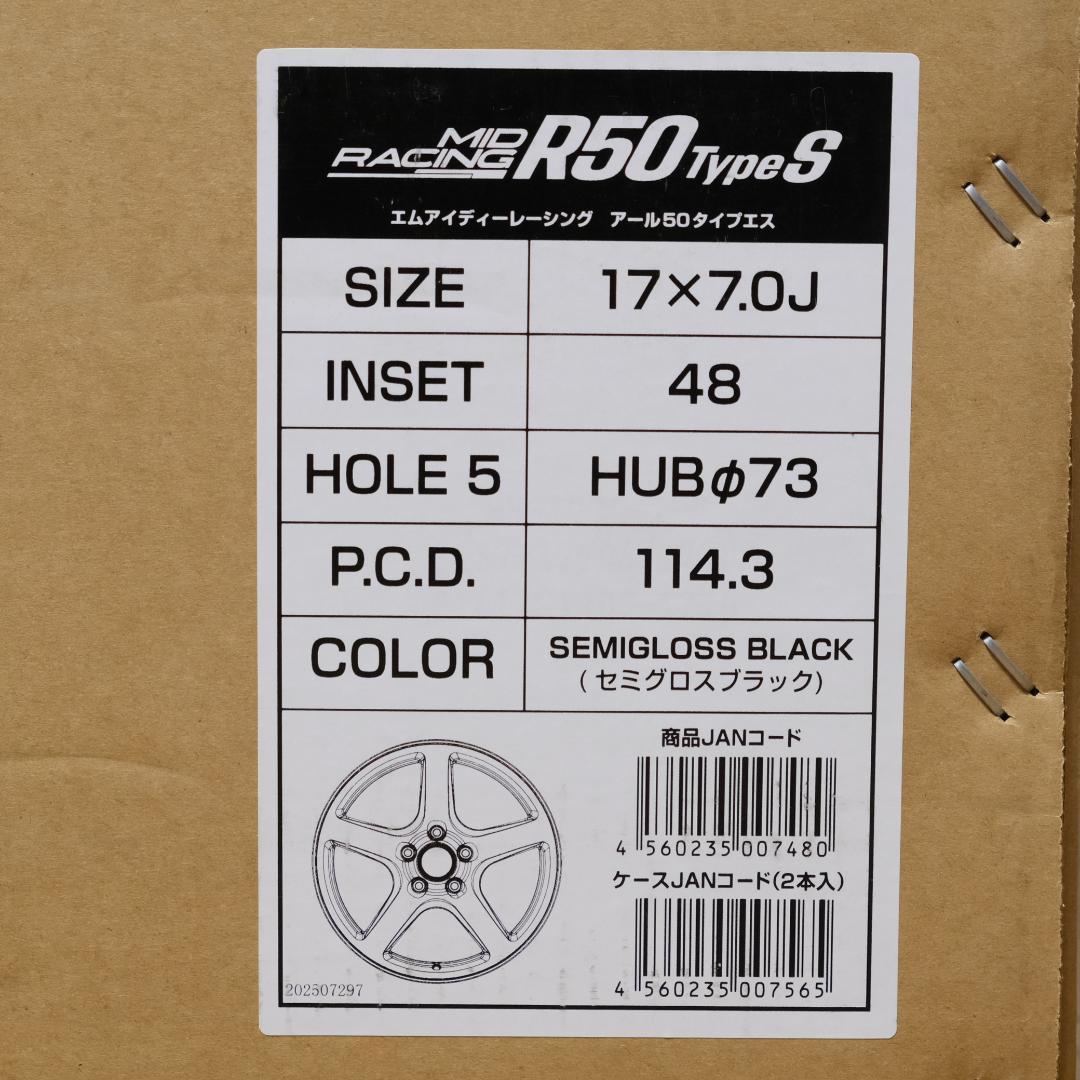 MID
RACING R50 Type S
エムアイディーレーシング アール50タイプエス
SIZE 17×7.0J
INSET 48
HOLE 5 HUBφ73
P.C.D. 114.3
COLOR SEMIGLOSS BLACK
(セミグロスブラック)
商品JANコード
4 560235 007480
ケースJANコード(2本入)
4 560235 007565
202507297